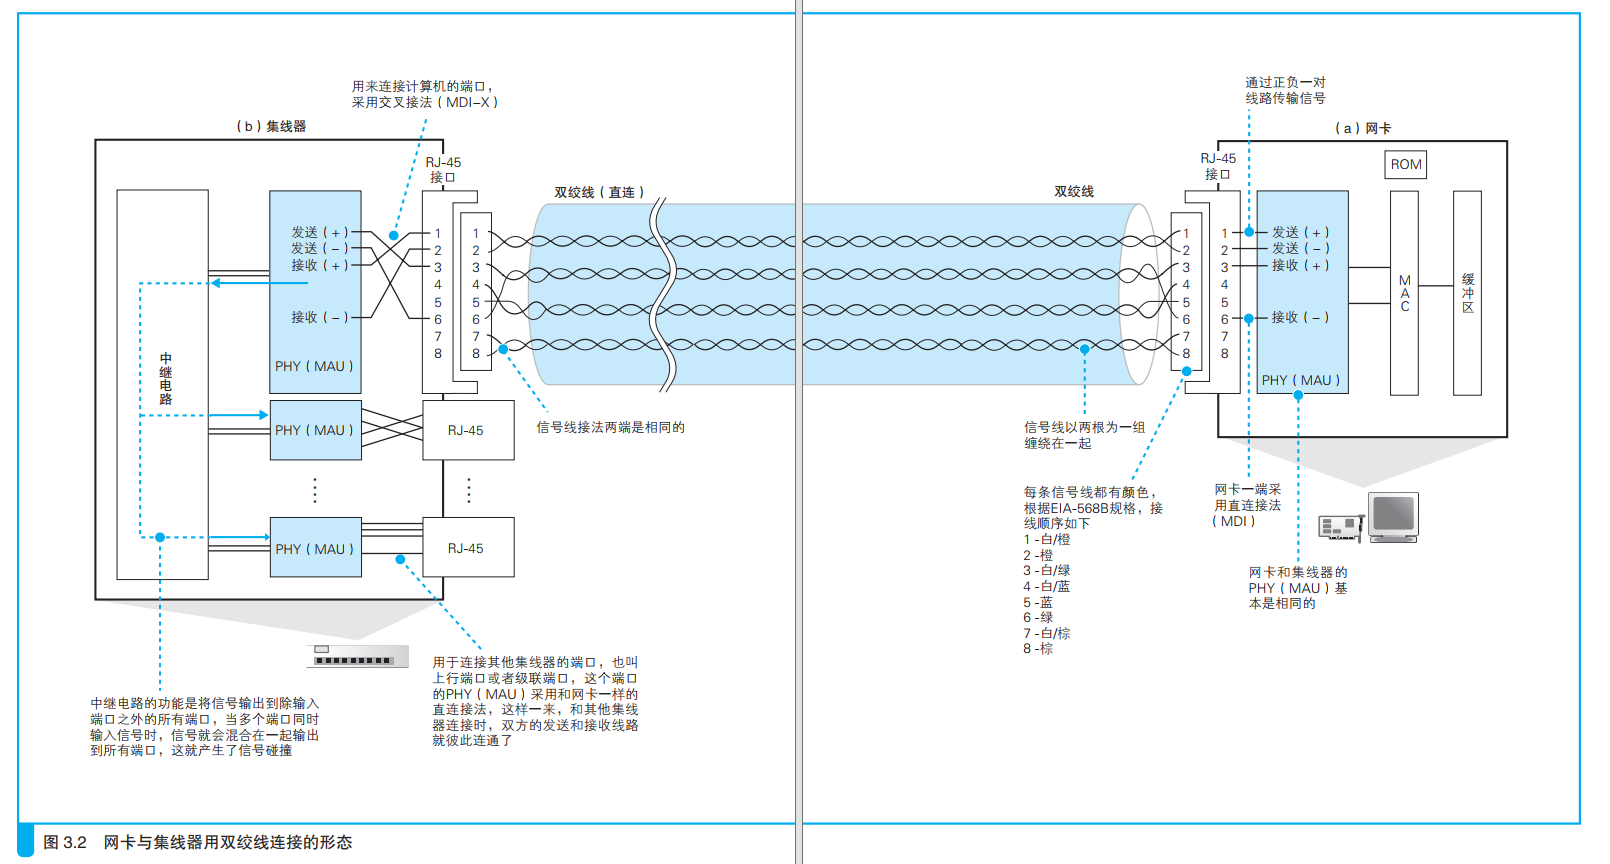 用来连接计算机的端口，
采用交叉接法（MDI-X）
（b）集线器
RJ-45
接口
双绞线（直连）
发送（+）
发送（-）
接收（+）
接收（-）
PHY（MAU）
1
2
3
4
5
6
7
8
1
2
3
4
5
6
7
8
中继电路
PHY（MAU）
RJ-45
PHY（MAU）
RJ-45
信号线接法两端是相同的
中继电路的功能是将信号输出到除输入
端口之外的所有端口，当多个端口同时
输入信号时，信号就会混合在一起输出
到所有端口，这就产生了信号碰撞
用于连接其他集线器的端口，也叫
上行端口或者级联端口，这个端口
的PHY（MAU）采用和网卡一样的
直连接法，这样一来，和其他集线
器连接时，双方的发送和接收线路
就彼此连通了
通过正负一对
线路传输信号
（a）网卡
RJ-45
接口
双绞线
ROM
1
2
3
4
5
6
7
8
1
2
3
4
5
6
7
8
发送（+）
发送（-）
接收（+）
接收（-）
PHY（MAU）
MAC
缓冲区
信号线以两根为一组
缠绕在一起
每条信号线都有颜色，
根据EIA-568B规格，接
线顺序如下
1-白/橙
2-橙
3-白/绿
4-白/蓝
5-蓝
6-绿
7-白/棕
8-棕
网卡一端采
用直连接法
（MDI）
网卡和集线器的
PHY（MAU）基
本是相同的
图 3.2 网卡与集线器用双绞线连接的形态